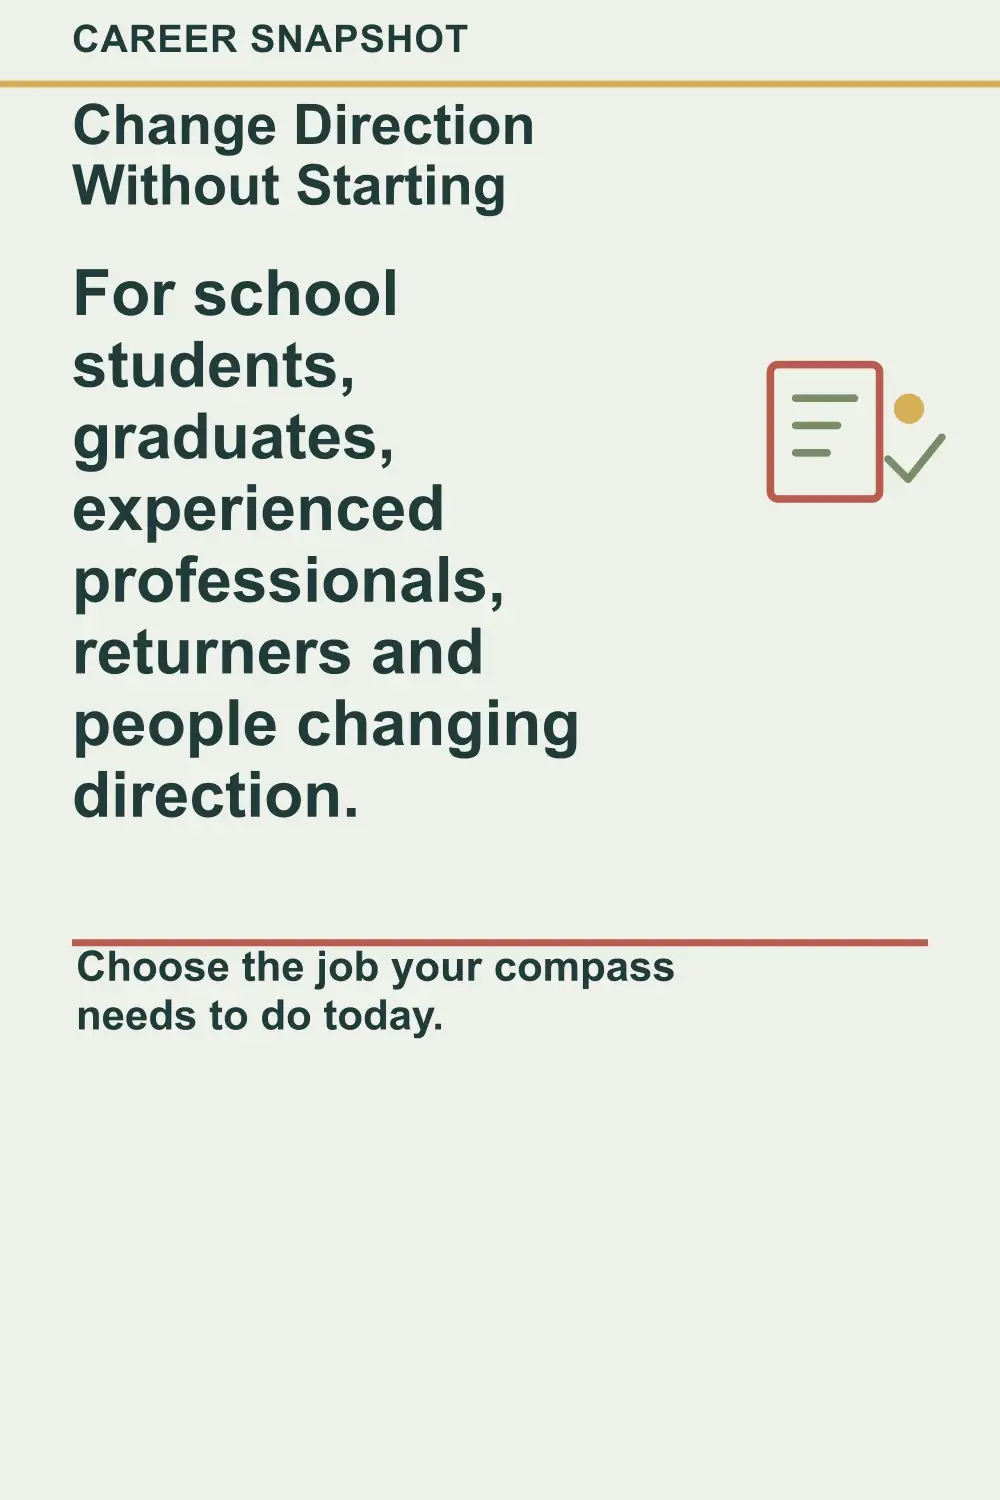 CAREER SNAPSHOT
Change Direction
Without Starting
For school
students,
graduates,
experienced
professionals,
returners and
people changing
direction.
Choose the job your compass
needs to do today.